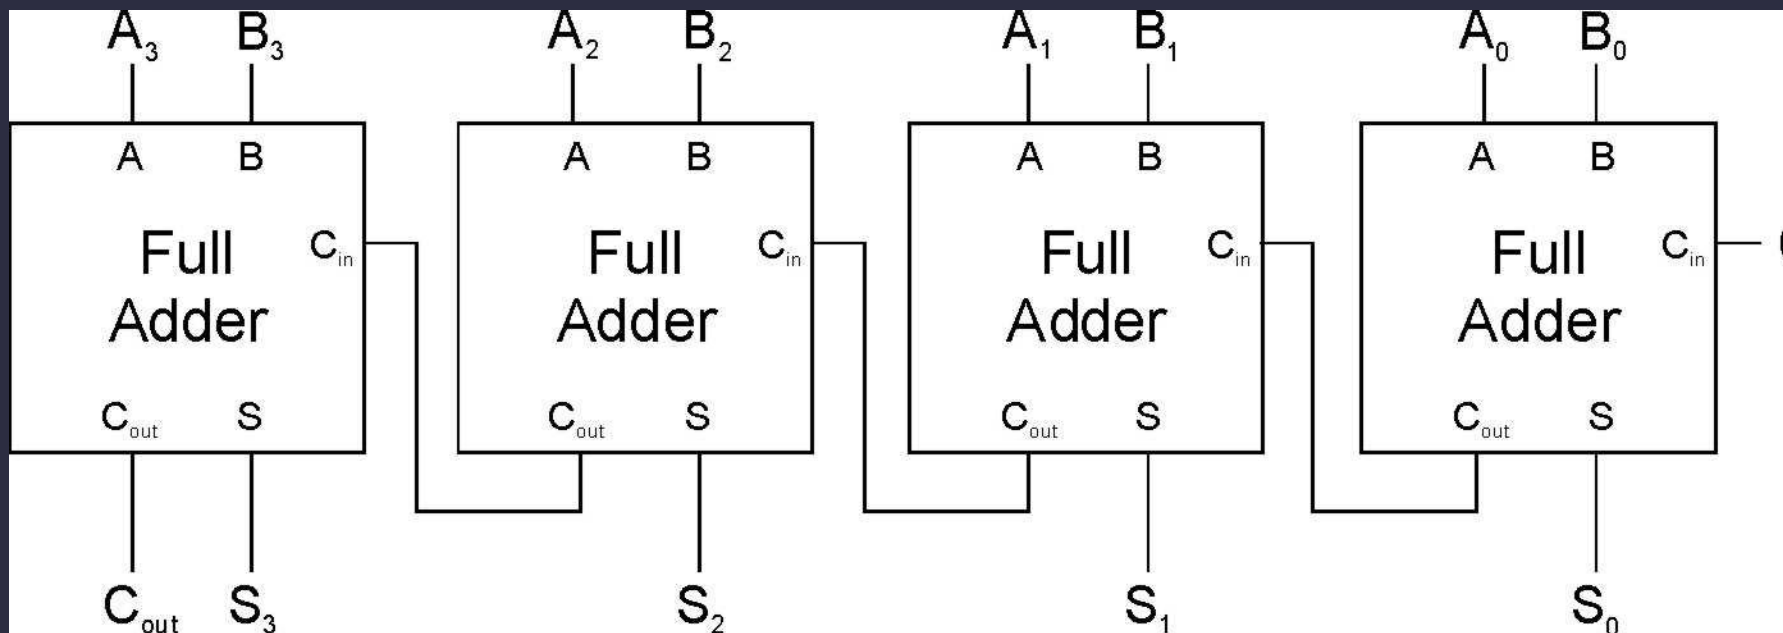 A3 B3 A2 B2 A1 B1 A0 B0
A B A B A B A B
Full Cin Full Cin Full Cin Full Cin
Adder Adder Adder Adder
Cout S Cout S Cout S Cout S
Cout S3 S2 S1 S0